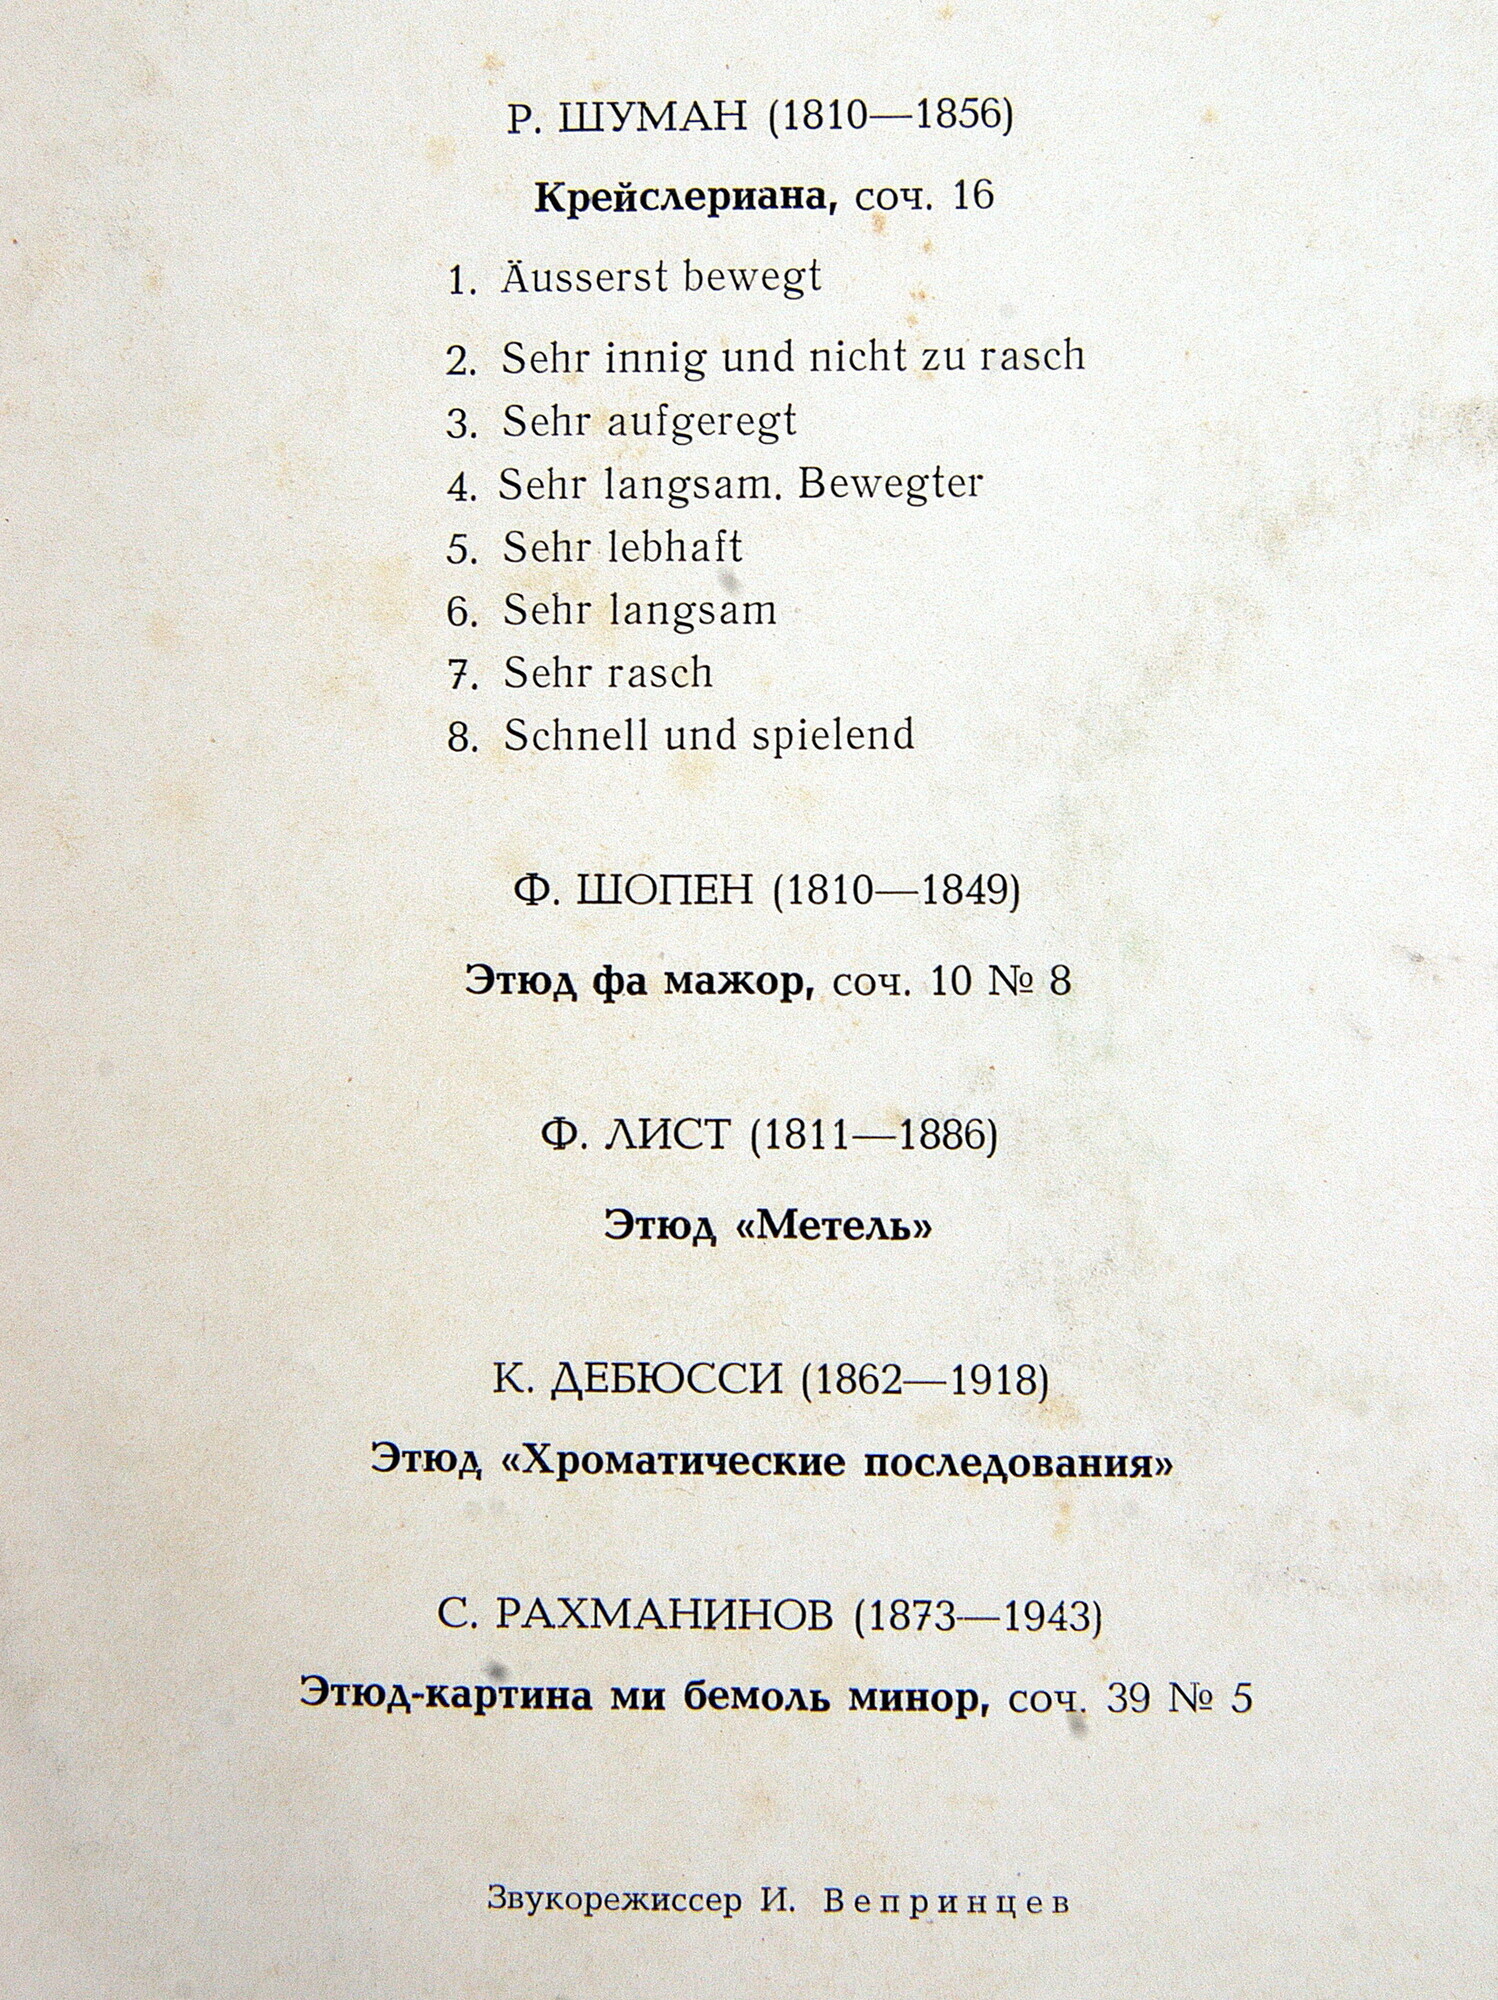 Р. ШУМАН (1810—1856)
Крейслериана, соч. 16
1. Äusserst bewegt
2. Sehr innig und nicht zu rasch
3. Sehr aufgeregt
4. Sehr langsam. Bewegter
5. Sehr lebhaft
6. Sehr langsam
7. Sehr rasch
8. Schnell und spielend
Ф. ШОПЕН (1810—1849)
Этюд фа мажор, соч. 10 № 8
Ф. ЛИСТ (1811—1886)
Этюд «Метель»
К. ДЕБЮССИ (1862—1918)
Этюд «Хроматические последования»
С. РАХМАНИНОВ (1873—1943)
Этюд-картина ми бемоль минор, соч. 39 № 5
Звукорежиссер И. Вепринцев